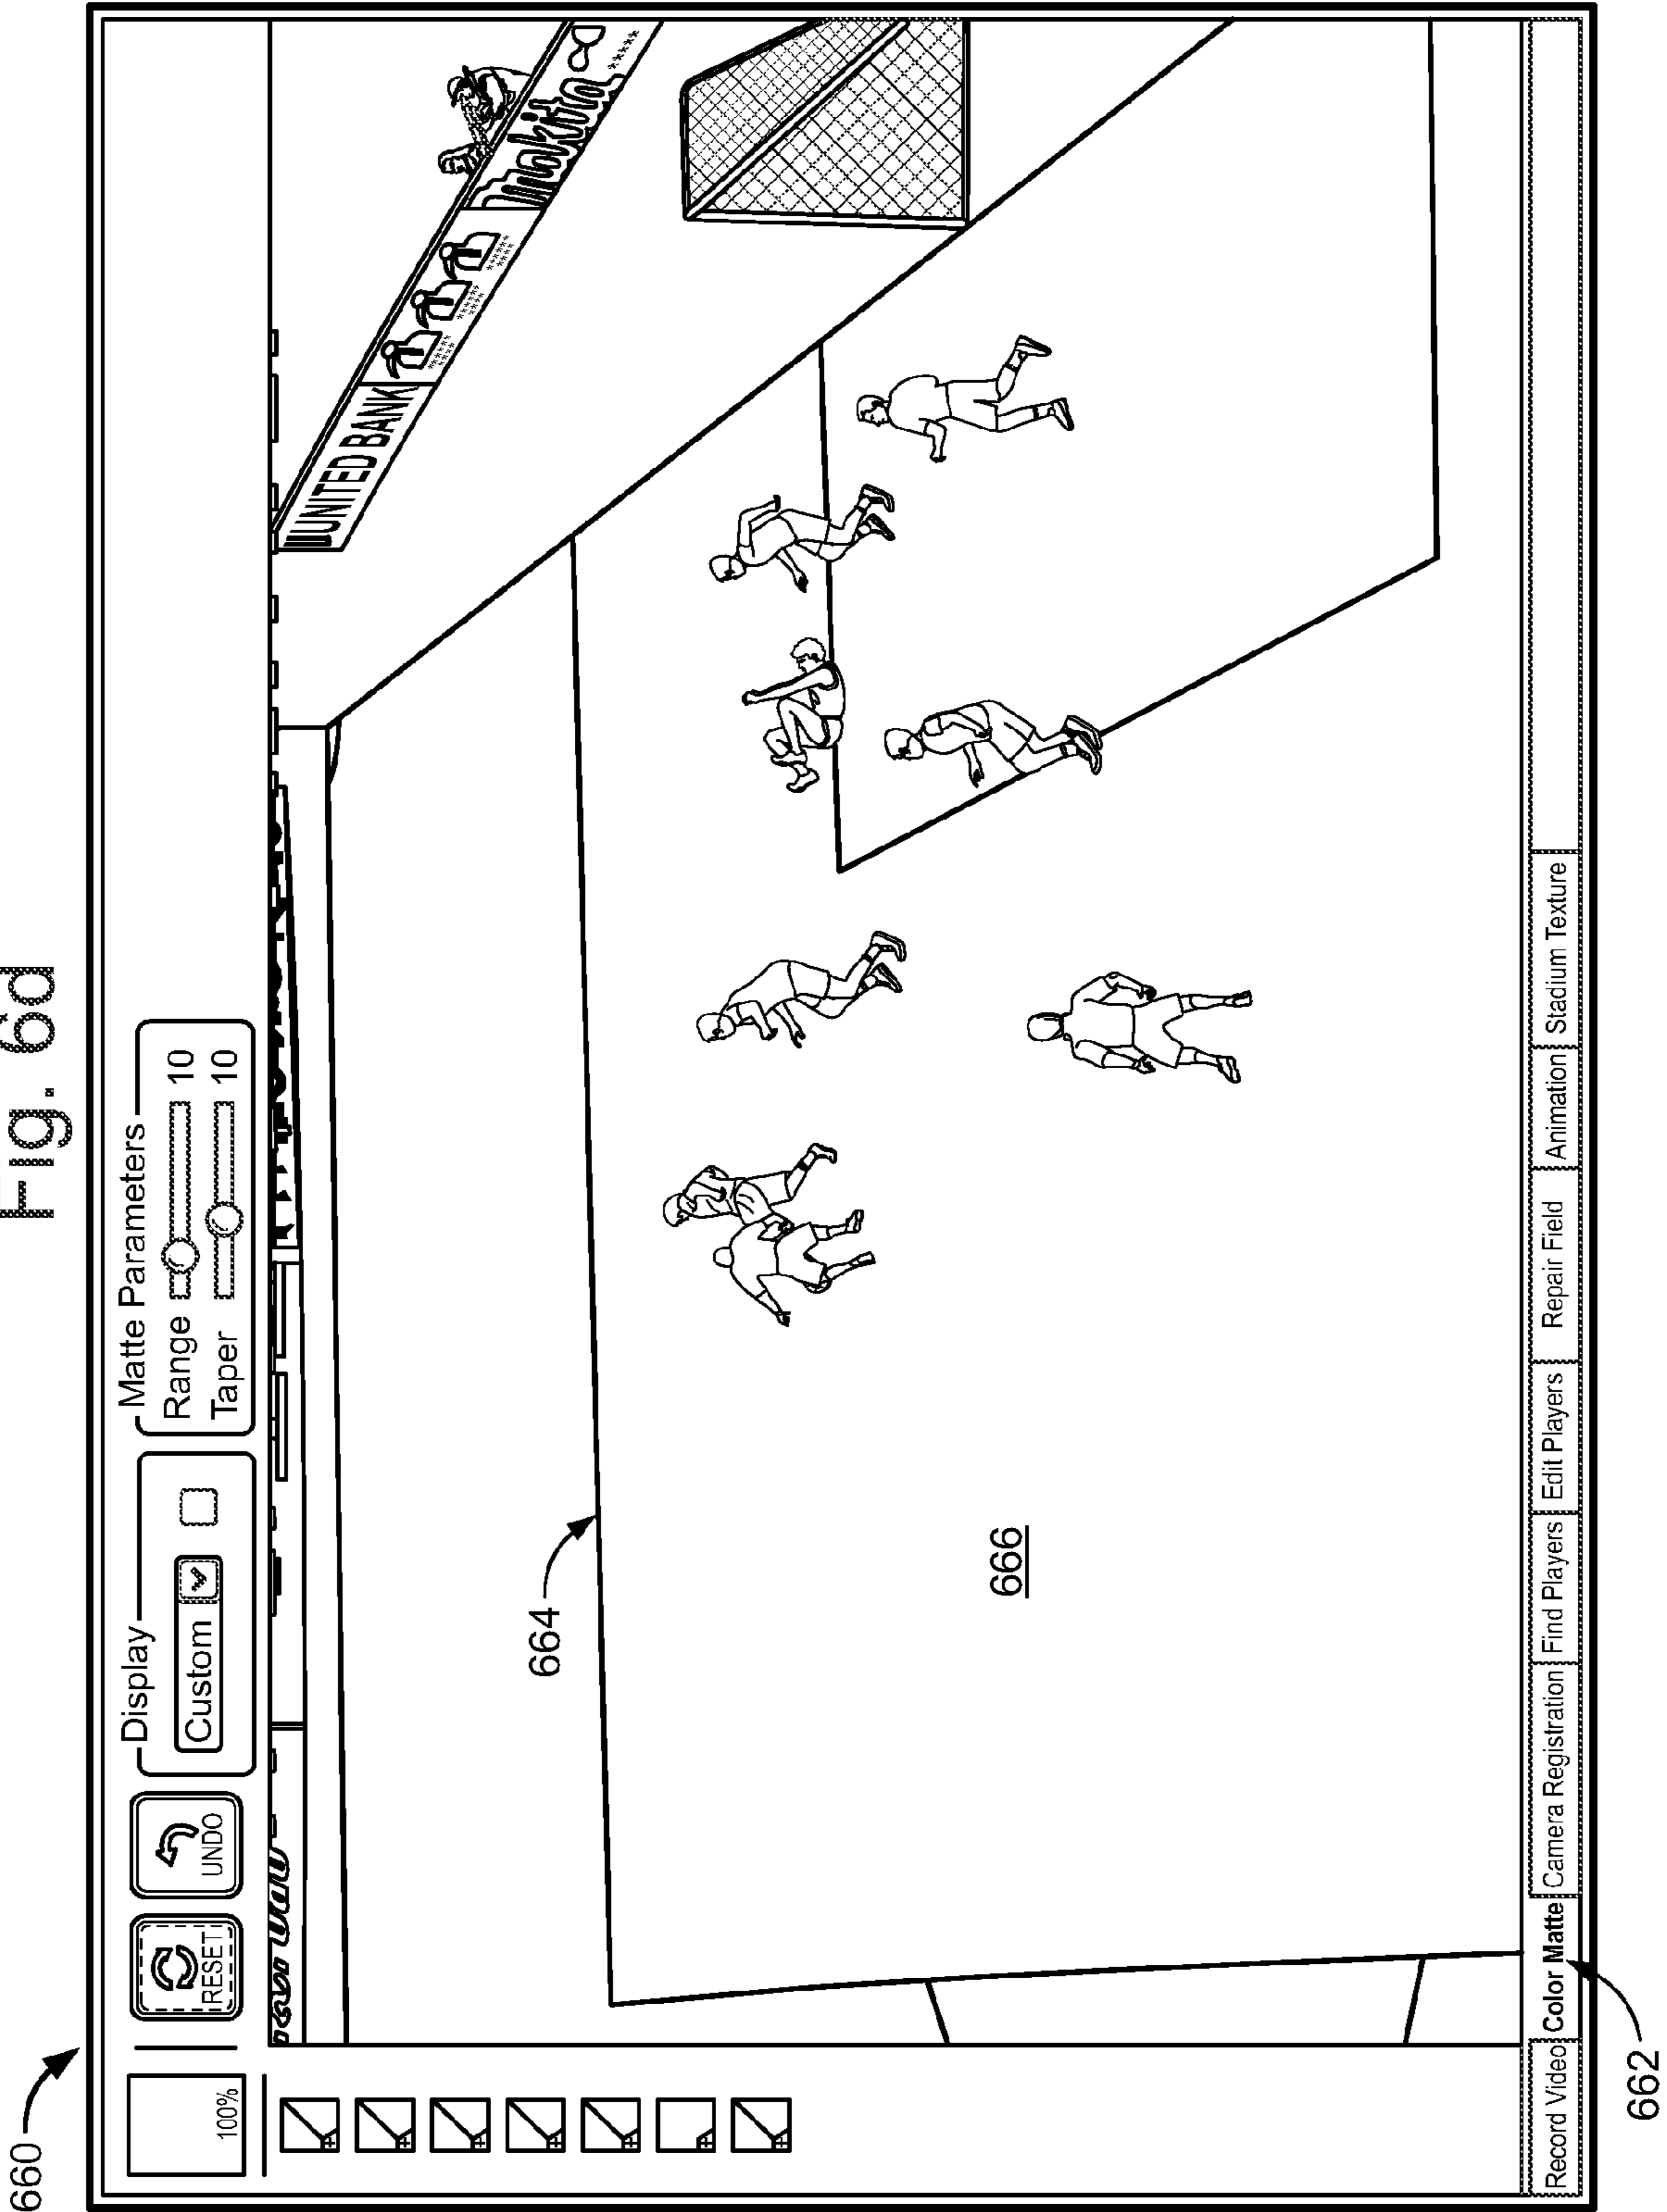 Fig. 6d
660
100%
RESET
UNDO
Display
Custom
Matte Parameters
Range 10
Taper 10
UNITED BANK
makita
664
666
Record Video Color Matte Camera Registration Find Players Edit Players Repair Field Animation Stadium Texture
662